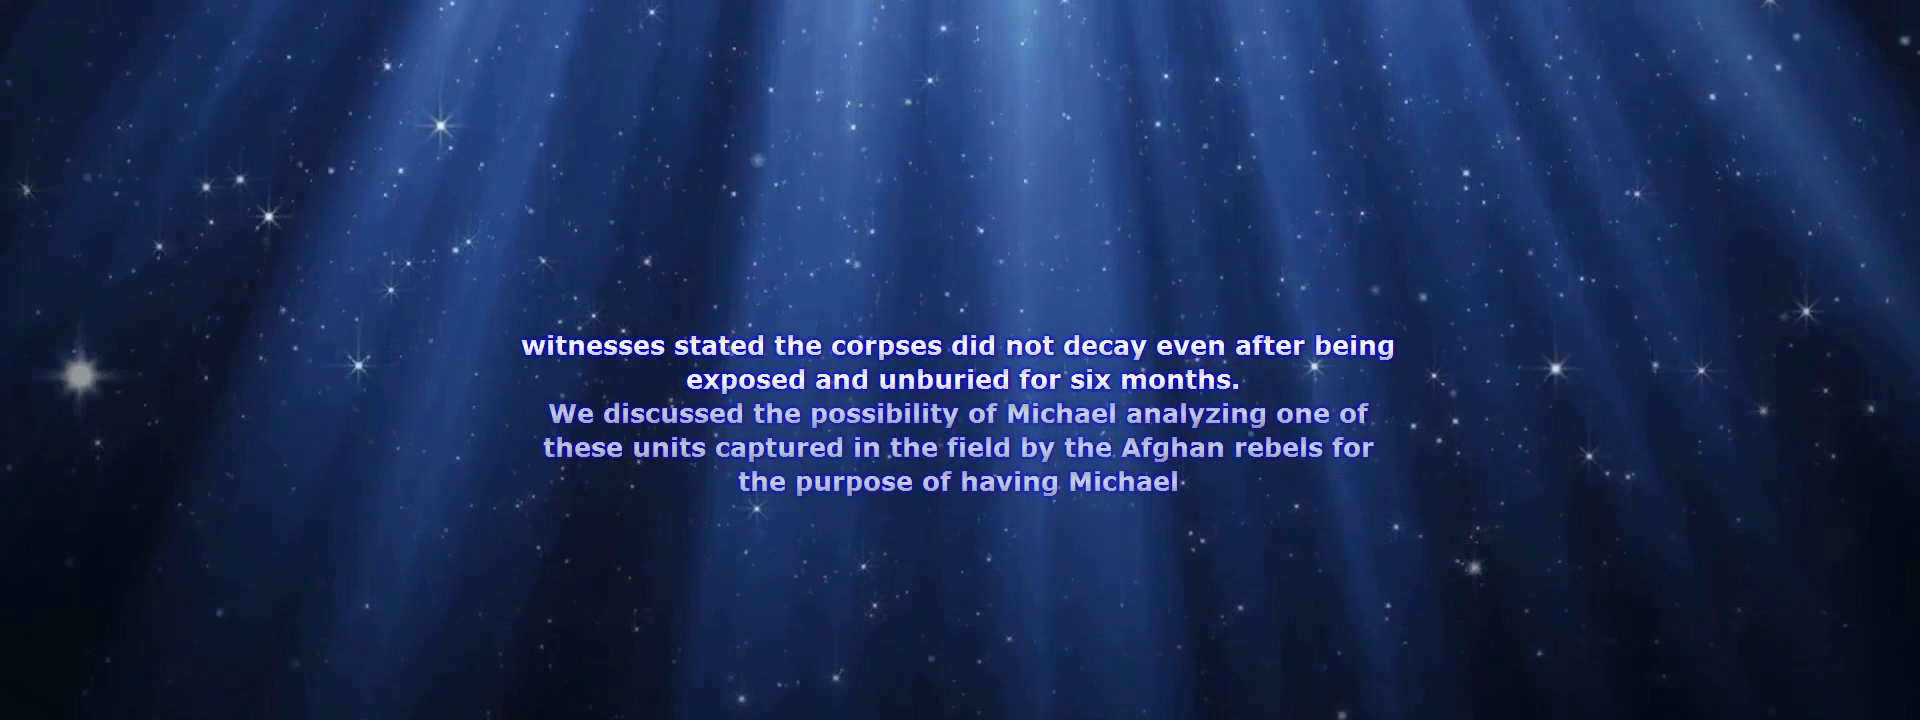 witnesses stated the corpses did not decay even after being
exposed and unburied for six months.
We discussed the possibility of Michael analyzing one of
these units captured in the field by the Afghan rebels for
the purpose of having Michael